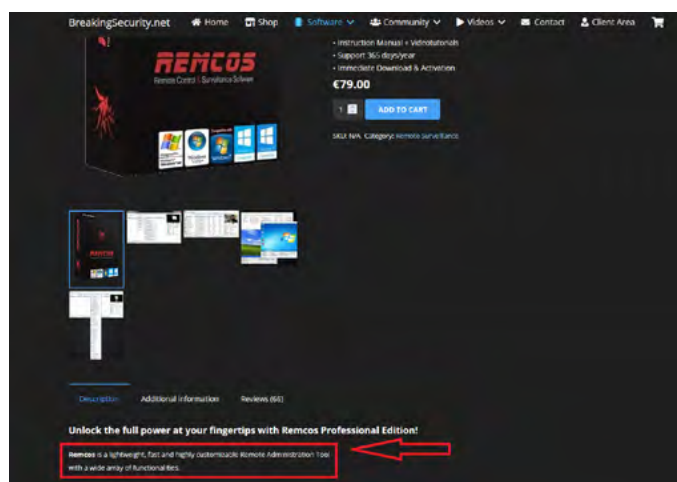 BreakingSecurity.net Home Shop Software Community Videos Contact Client Area
• Instruction Manual + Videotutorials
• Support 365 days/year
• Immediate Download & Activation
REMCOS
Remote Control & Surveillance Software
€79.00
1 ADD TO CART
SKU: N/A Category: Remote Surveillance
REMCOS
Description Additional information Reviews (66)
Unlock the full power at your fingertips with Remcos Professional Edition!
Remcos is a lightweight, fast and highly customizable Remote Administration Tool
with a wide array of functionalities.